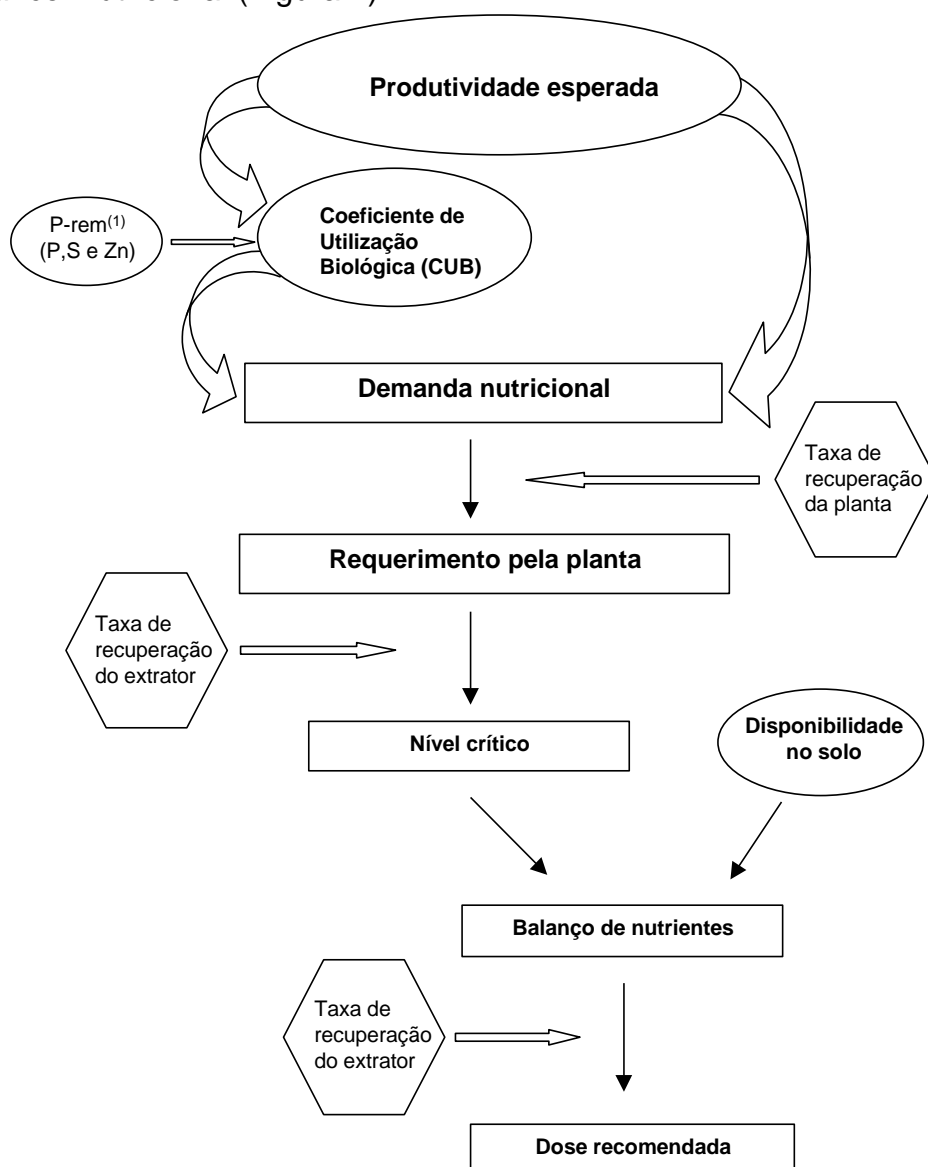 Produtividade esperada
P-rem(1)
(P,S e Zn)
Coeficiente de
Utilização
Biológica (CUB)
Demanda nutricional
Taxa de
recuperação
da planta
Requerimento pela planta
Taxa de
recuperação
do extrator
Nível crítico
Disponibilidade
no solo
Balanço de nutrientes
Taxa de
recuperação
do extrator
Dose recomendada